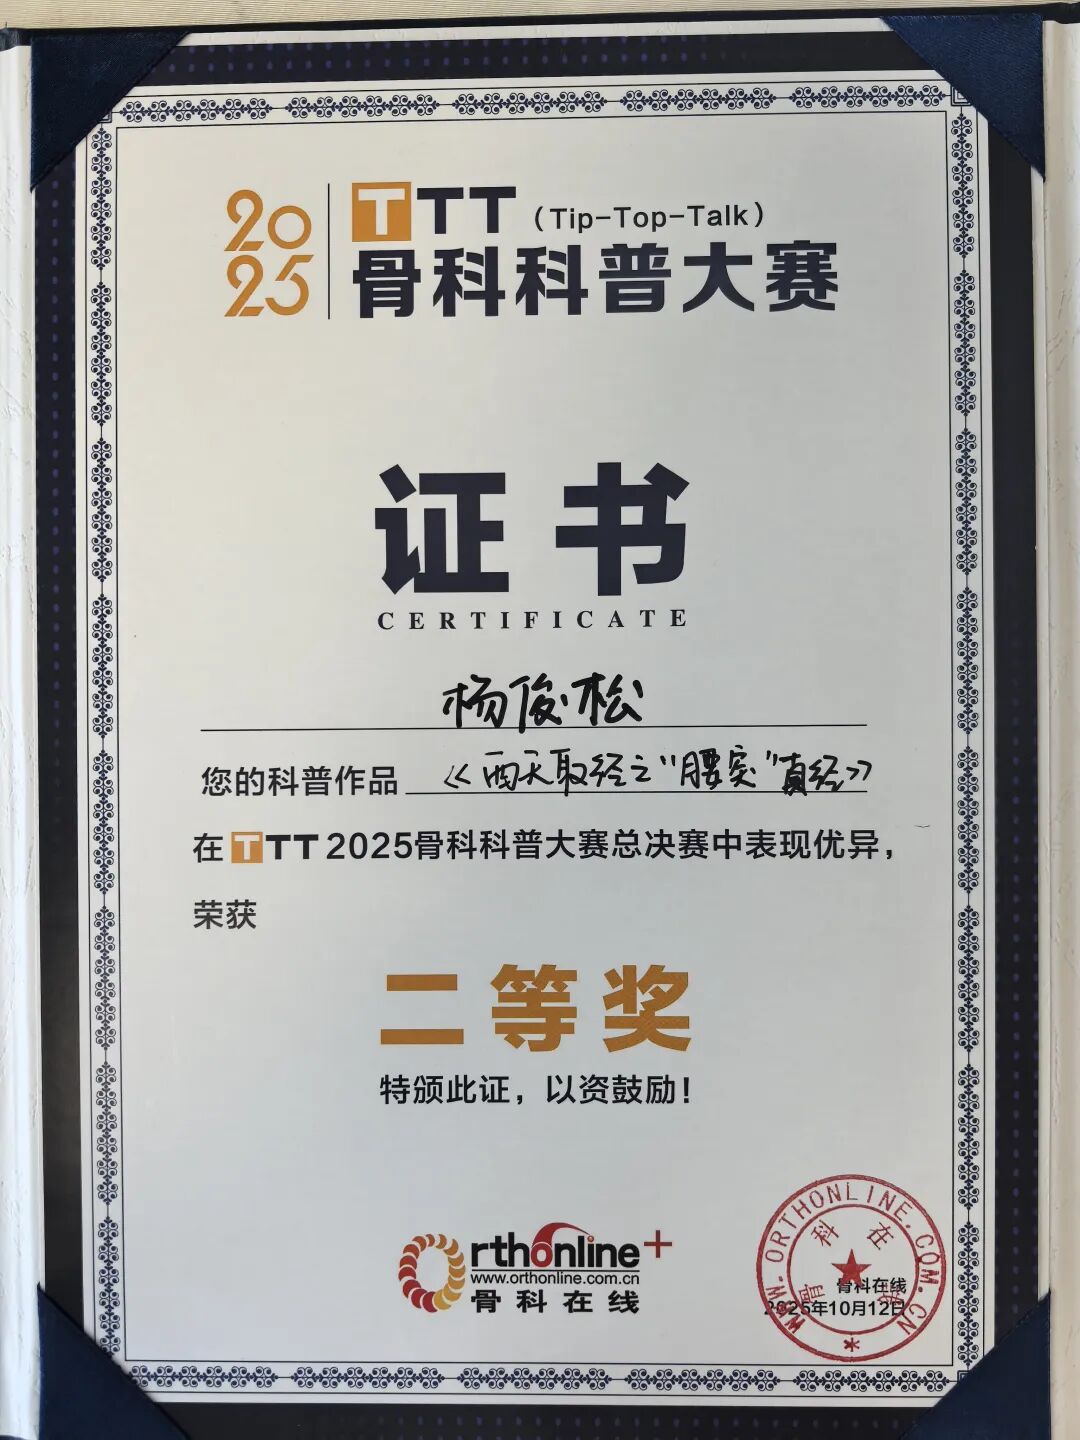 2025
TTT（Tip-Top-Talk）
骨科科普大赛
证书
CERTIFICATE
杨俊松
您的科普作品《西天取经之"腰突"真经》
在TTT 2025骨科科普大赛总决赛中表现优异，
荣获
二等奖
特颁此证，以资鼓励！
Orthonline+
www.orthonline.com.cn
骨科在线
WWW.ORTHONLINE.COM.CN
骨科在线
骨科在线
2025年10月12日